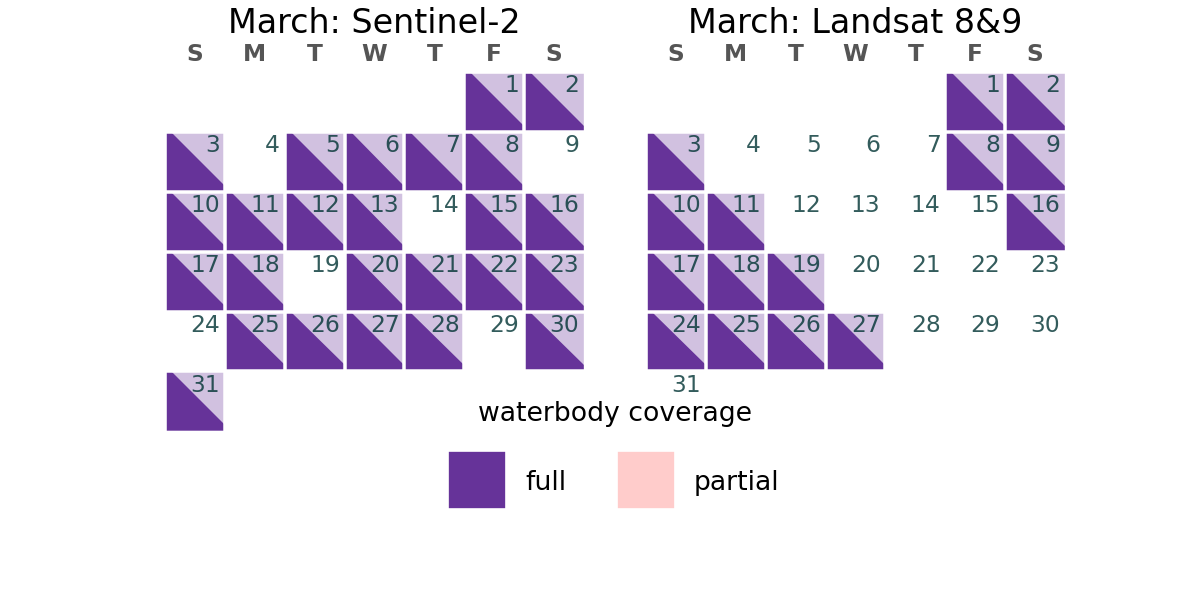 March: Sentinel-2
S M T W T F S
1 2
3 4 5 6 7 8 9
10 11 12 13 14 15 16
17 18 19 20 21 22 23
24 25 26 27 28 29 30
31
March: Landsat 8&9
S M T W T F S
1 2
3 4 5 6 7 8 9
10 11 12 13 14 15 16
17 18 19 20 21 22 23
24 25 26 27 28 29 30
31
waterbody coverage
full partial